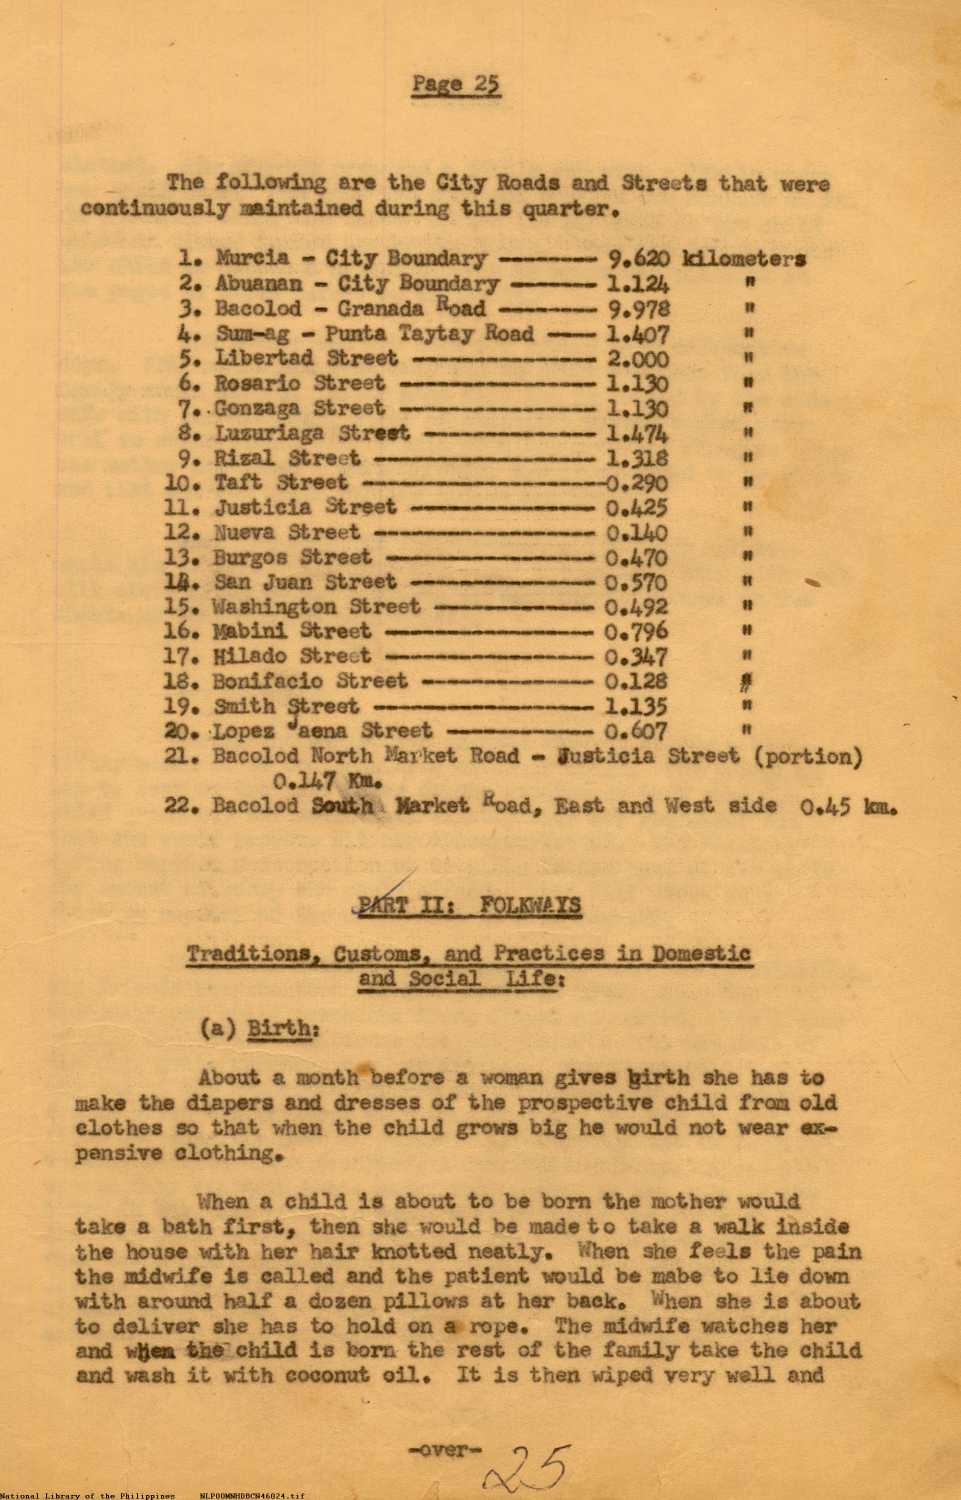 Page 25
The following are the City Roads and Streets that were
continuously maintained during this quarter.
1. Murcia - City Boundary -------- 9.620 kilometers
2. Abuanan - City Boundary ------- 1.124 "
3. Bacolod - Granada Road -------- 9.978 "
4. Sum-ag - Punta Taytay Road ---- 1.407 "
5. Libertad Street --------------- 2.000 "
6. Rosario Street ---------------- 1.130 "
7. Gonzaga Street ---------------- 1.130 "
8. Luzuriaga Street -------------- 1.474 "
9. Rizal Street ------------------ 1.318 "
10. Taft Street --------------------0.290 "
11. Justicia Street --------------- 0.425 "
12. Nueva Street ------------------ 0.140 "
13. Burgos Street ----------------- 0.470 "
14. San Juan Street --------------- 0.570 "
15. Washington Street ------------- 0.492 "
16. Mabini Street ----------------- 0.796 "
17. Hilado Street ----------------- 0.347 "
18. Bonifacio Street -------------- 0.128 "
19. Smith Street ------------------ 1.135 "
20. Lopez Jaena Street ------------ 0.607 "
21. Bacolod North Market Road - Justicia Street (portion)
0.147 Km.
22. Bacolod South Market Road, East and West side 0.45 km.
PART II: FOLKWAYS
Traditions, Customs, and Practices in Domestic
and Social Life:
(a) Birth:
About a month before a woman gives birth she has to
make the diapers and dresses of the prospective child from old
clothes so that when the child grows big he would not wear ex-
pensive clothing.
When a child is about to be born the mother would
take a bath first, then she would be made to take a walk inside
the house with her hair knotted neatly. When she feels the pain
the midwife is called and the patient would be mabe to lie down
with around half a dozen pillows at her back. When she is about
to deliver she has to hold on a rope. The midwife watches her
and when the child is born the rest of the family take the child
and wash it with coconut oil. It is then wiped very well and
-over- 25
National Library of the Philippines NLPOOMNHDBCN46024.tif